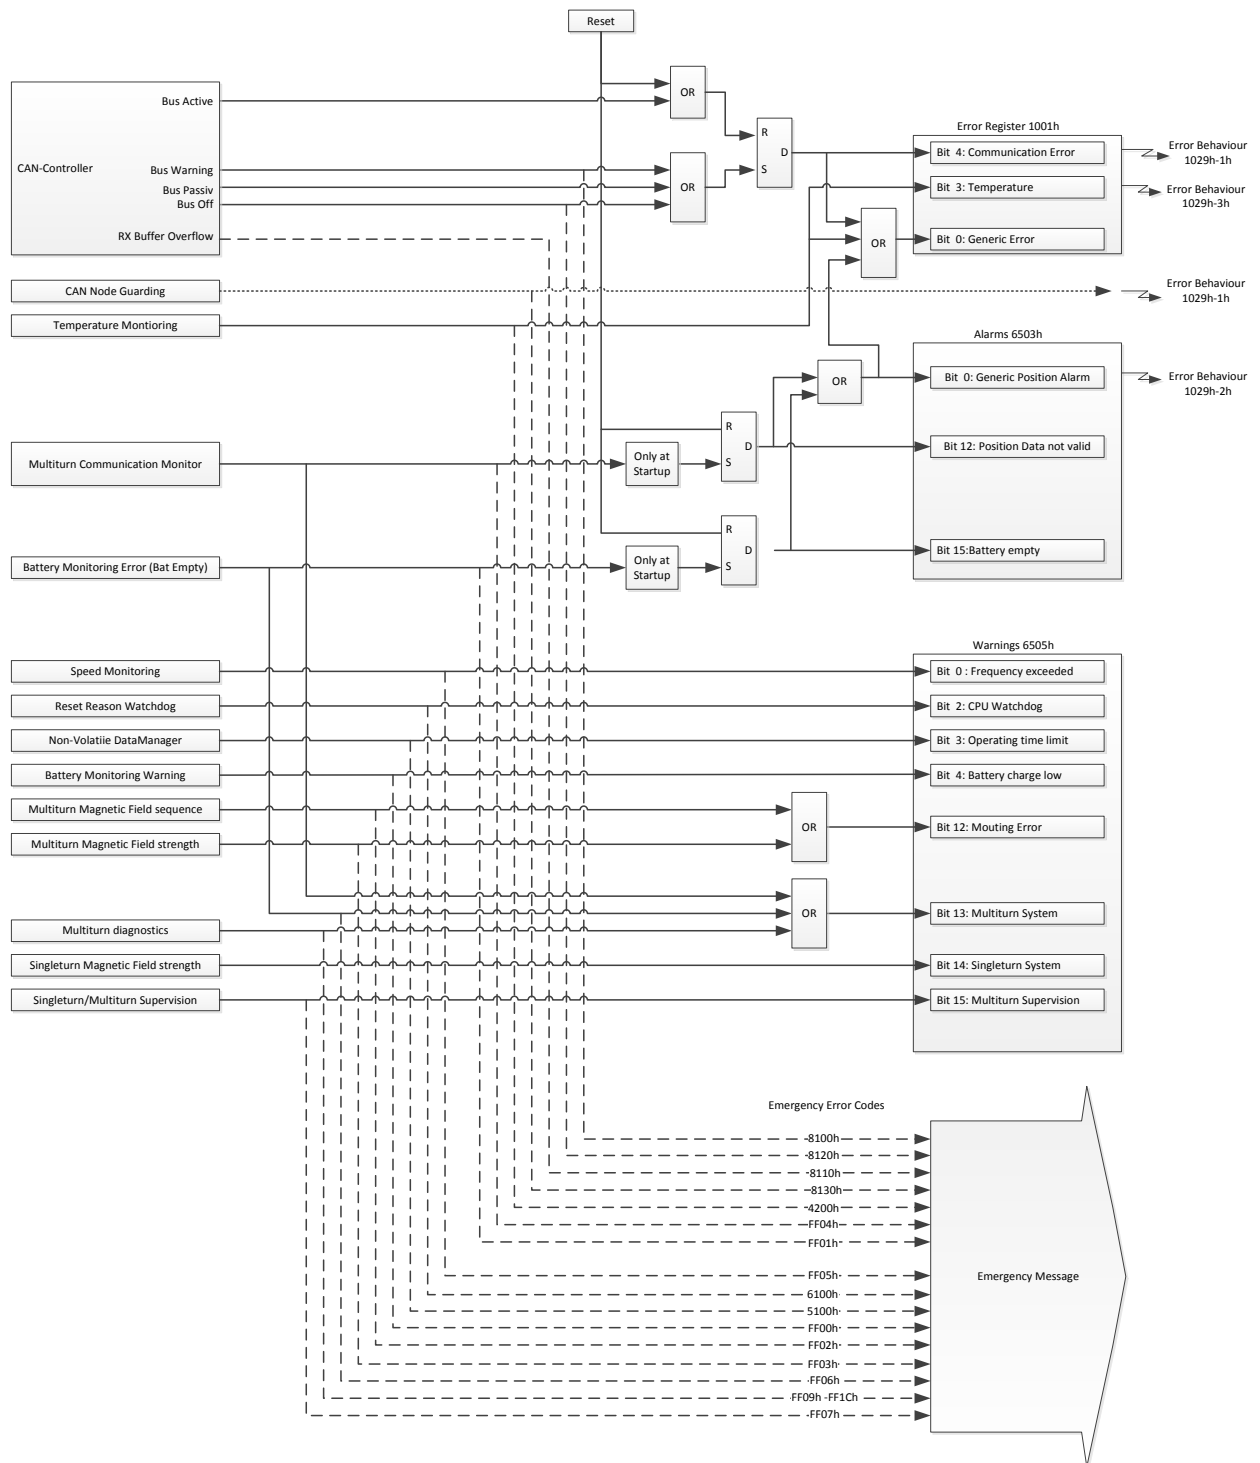 Reset
CAN-Controller
Bus Active
Bus Warning
Bus Passiv
Bus Off
RX Buffer Overflow
OR
OR
R
D
S
Error Register 1001h
Bit 4: Communication Error
Bit 3: Temperature
Bit 0: Generic Error
OR
Error Behaviour
1029h-1h
Error Behaviour
1029h-3h
CAN Node Guarding
Error Behaviour
1029h-1h
Temperature Montioring
Alarms 6503h
OR
Bit 0: Generic Position Alarm
Error Behaviour
1029h-2h
Multiturn Communication Monitor
Only at
Startup
R
D
S
Bit 12: Position Data not valid
Battery Monitoring Error (Bat Empty)
Only at
Startup
R
D
S
Bit 15:Battery empty
Warnings 6505h
Speed Monitoring
Bit 0 : Frequency exceeded
Reset Reason Watchdog
Bit 2: CPU Watchdog
Non-Volatiie DataManager
Bit 3: Operating time limit
Battery Monitoring Warning
Bit 4: Battery charge low
Multiturn Magnetic Field sequence
Multiturn Magnetic Field strength
OR
Bit 12: Mouting Error
Multiturn diagnostics
OR
Bit 13: Multiturn System
Singleturn Magnetic Field strength
Bit 14: Singleturn System
Singleturn/Multiturn Supervision
Bit 15: Multiturn Supervision
Emergency Error Codes
8100h
8120h
8110h
8130h
4200h
FF04h
FF01h
FF05h
6100h
5100h
FF00h
FF02h
FF03h
FF06h
FF09h -FF1Ch
FF07h
Emergency Message